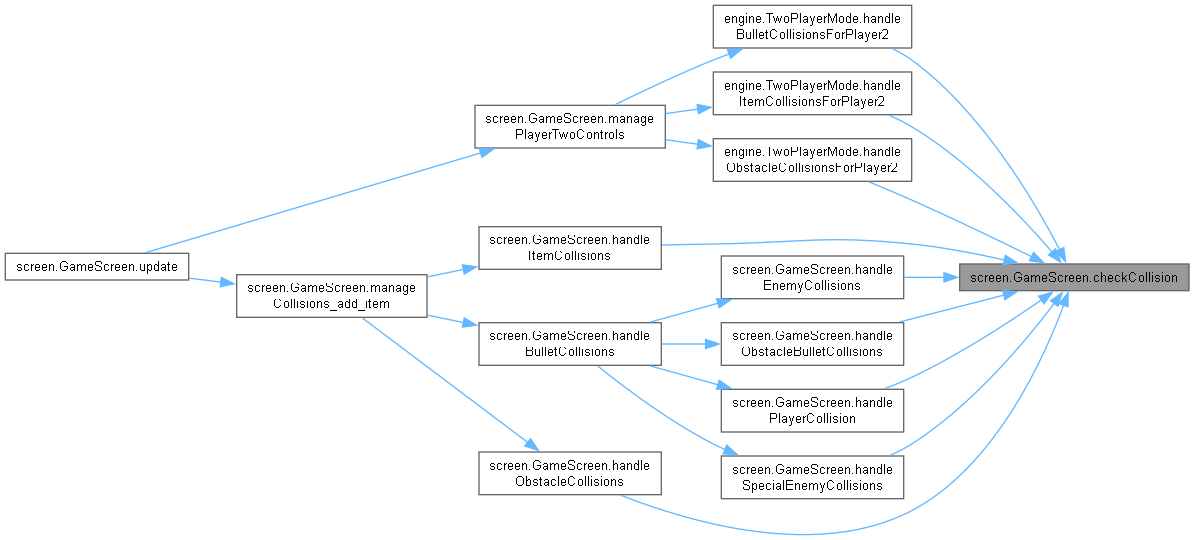 engine.TwoPlayerMode.handle
BulletCollisionsForPlayer2
engine.TwoPlayerMode.handle
ItemCollisionsForPlayer2
screen.GameScreen.manage
PlayerTwoControls
engine.TwoPlayerMode.handle
ObstacleCollisionsForPlayer2
screen.GameScreen.handle
ItemCollisions
screen.GameScreen.update
screen.GameScreen.handle
EnemyCollisions
screen.GameScreen.checkCollision
screen.GameScreen.manage
Collisions_add_item
screen.GameScreen.handle
BulletCollisions
screen.GameScreen.handle
ObstacleBulletCollisions
screen.GameScreen.handle
PlayerCollision
screen.GameScreen.handle
ObstacleCollisions
screen.GameScreen.handle
SpecialEnemyCollisions